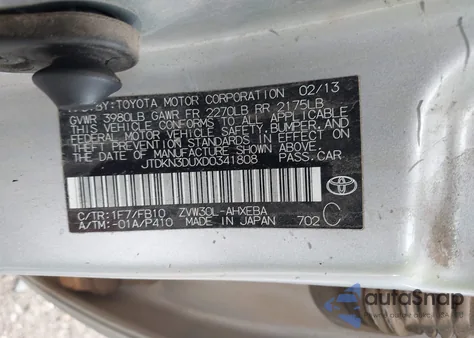 BY: TOYOTA MOTOR CORPORATION 02/13
GVWR 3980LB GAWR FR 2270LB RR 2175LB
THIS VEHICLE CONFORMS TO ALL APPLICABLE
FEDERAL MOTOR VEHICLE SAFETY, BUMPER, AND
THEFT PREVENTION STANDARDS IN EFFECT ON
THE DATE OF MANUFACTURE SHOWN ABOVE.
JTDKN3DUXD0341808 PASS. CAR
C/TR: 1F7/FB10 ZVW30L-AHXEBA C
A/TM: -01A/P410 MADE IN JAPAN 702
autoSnap